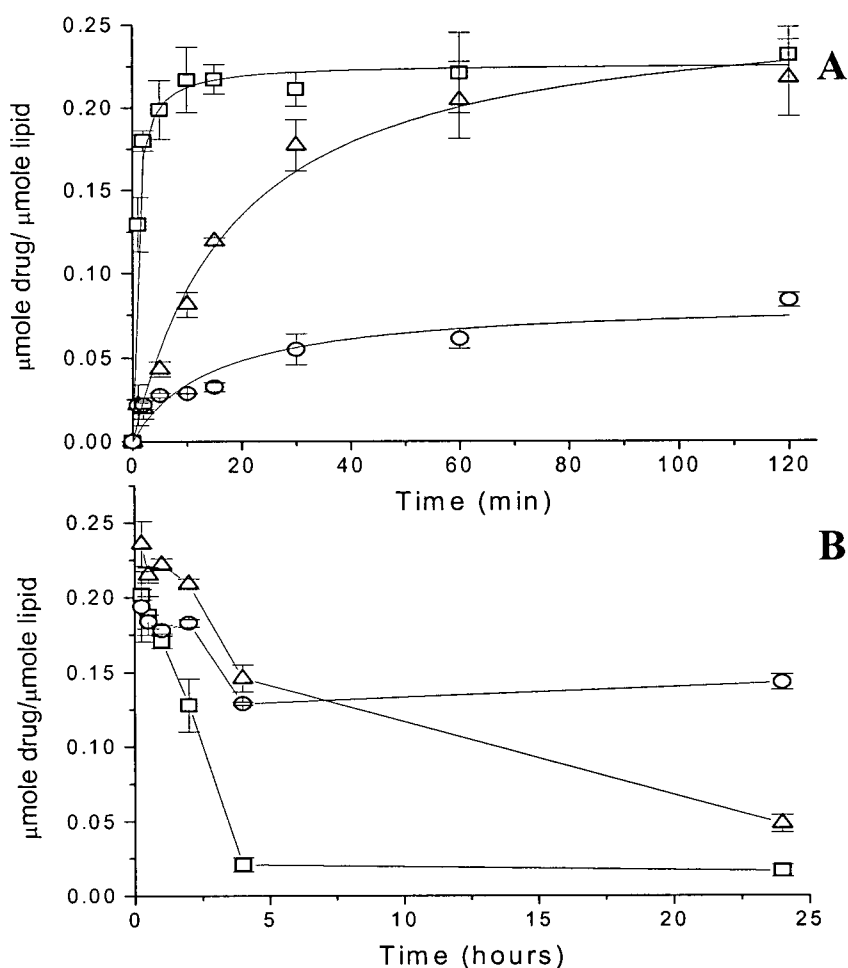 A
0.25
0.20
0.15
0.10
0.05
0.00
μmole drug/ μmole lipid
0 20 40 60 80 100 120
Time (min)
B
0.25
0.20
0.15
0.10
0.05
0.00
μmole drug/μmole lipid
0 5 10 15 20 25
Time (hours)